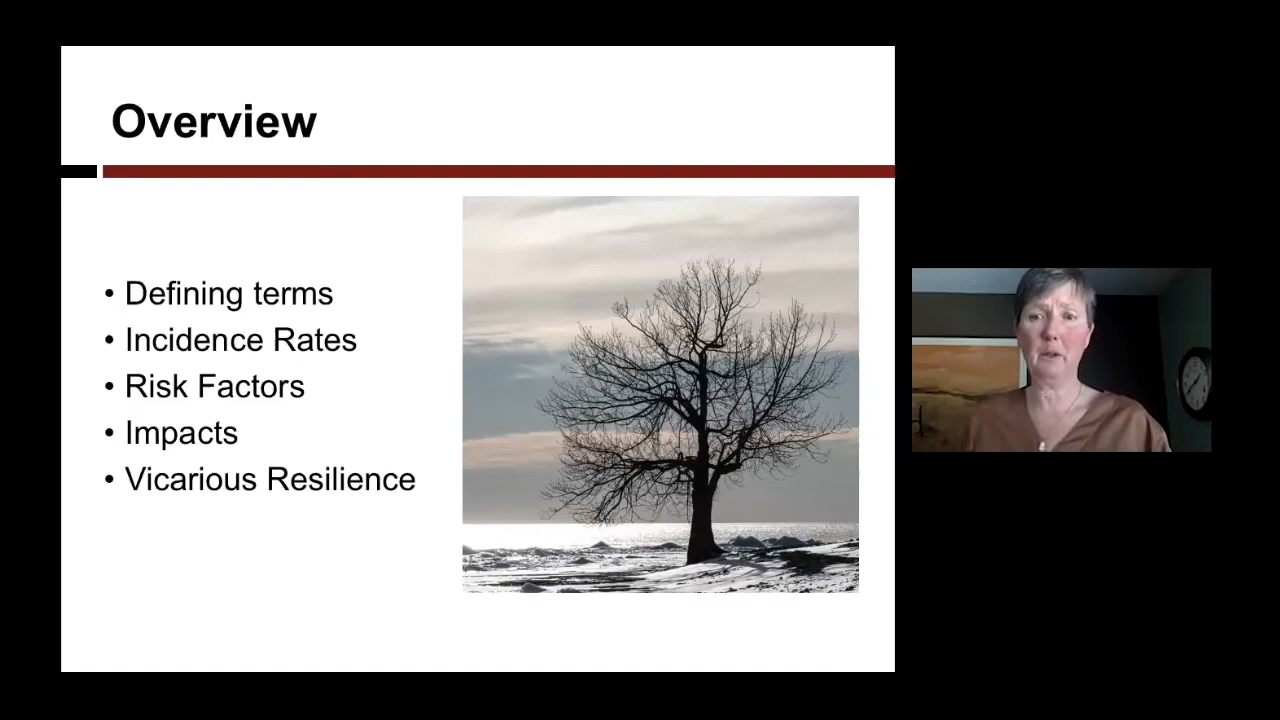 Overview
• Defining terms
• Incidence Rates
• Risk Factors
• Impacts
• Vicarious Resilience